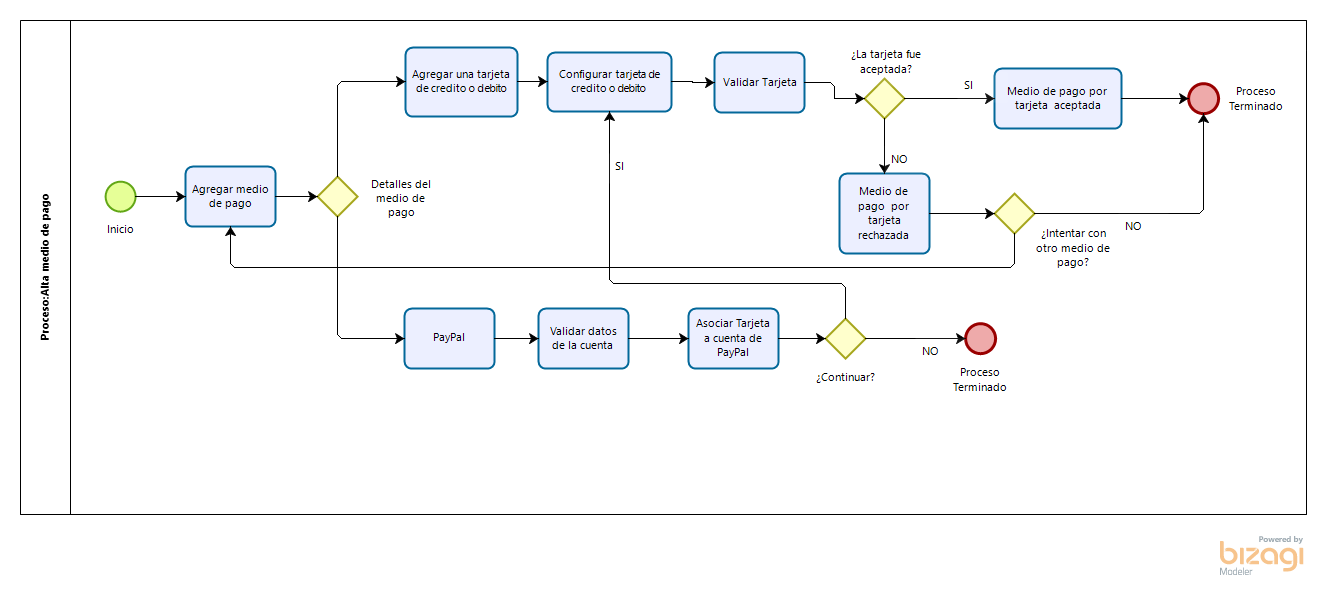 Proceso:Alta medio de pago
Inicio
Agregar medio
de pago
Detalles del
medio de
pago
Agregar una tarjeta
de credito o debito
Configurar tarjeta de
credito o debito
Validar Tarjeta
¿La tarjeta fue
aceptada?
SI
Medio de pago por
tarjeta aceptada
Proceso
Terminado
NO
Medio de
pago por
tarjeta
rechazada
¿Intentar con
otro medio de
pago?
NO
SI
PayPal
Validar datos
de la cuenta
Asociar Tarjeta
a cuenta de
PayPal
¿Continuar?
NO
Proceso
Terminado
Powered by
bizagi
Modeler